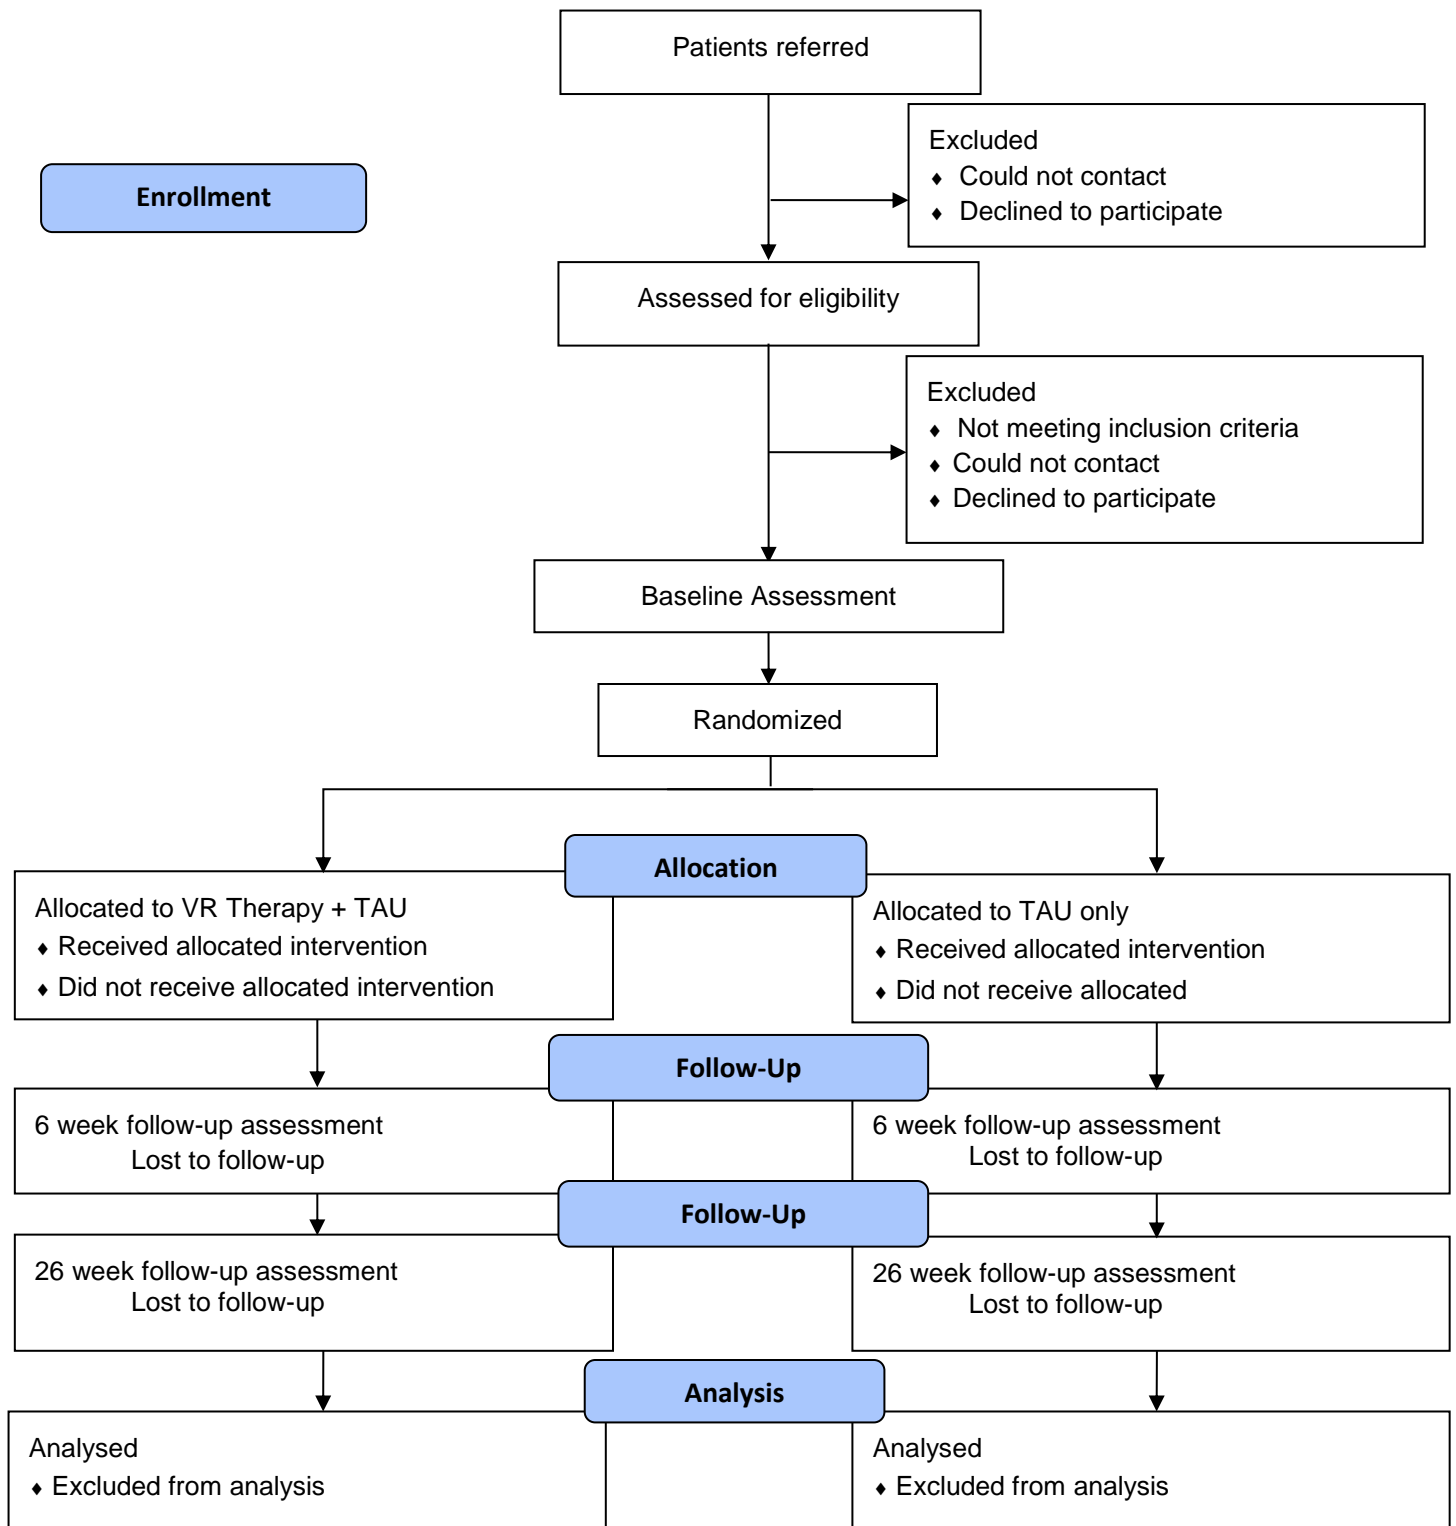 Patients referred
Excluded
♦ Could not contact
♦ Declined to participate
Enrollment
Assessed for eligibility
Excluded
♦ Not meeting inclusion criteria
♦ Could not contact
♦ Declined to participate
Baseline Assessment
Randomized
Allocation
Allocated to VR Therapy + TAU
♦ Received allocated intervention
♦ Did not receive allocated intervention
Allocated to TAU only
♦ Received allocated intervention
♦ Did not receive allocated
Follow-Up
6 week follow-up assessment
Lost to follow-up
6 week follow-up assessment
Lost to follow-up
Follow-Up
26 week follow-up assessment
Lost to follow-up
26 week follow-up assessment
Lost to follow-up
Analysis
Analysed
♦ Excluded from analysis
Analysed
♦ Excluded from analysis